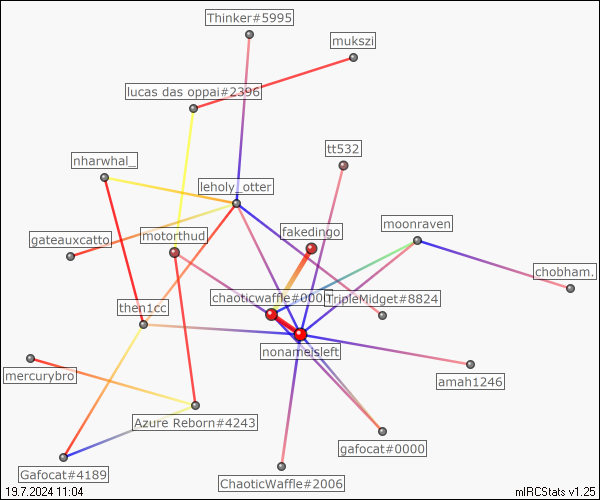 Thinker#5995
mukszi
lucas das oppai#2396
tt532
nharwhal_
leholy_otter
moonraven
fakedingo
gateauxcatto
motorthud
chobham.
chaoticwaffle#0000
TripleMidget#8824
then1cc
nonameisleft
mercurybro
amah1246
Azure Reborn#4243
gafocat#0000
Gafocat#4189
ChaoticWaffle#2006
19.7.2024 11:04
mIRCStats v1.25